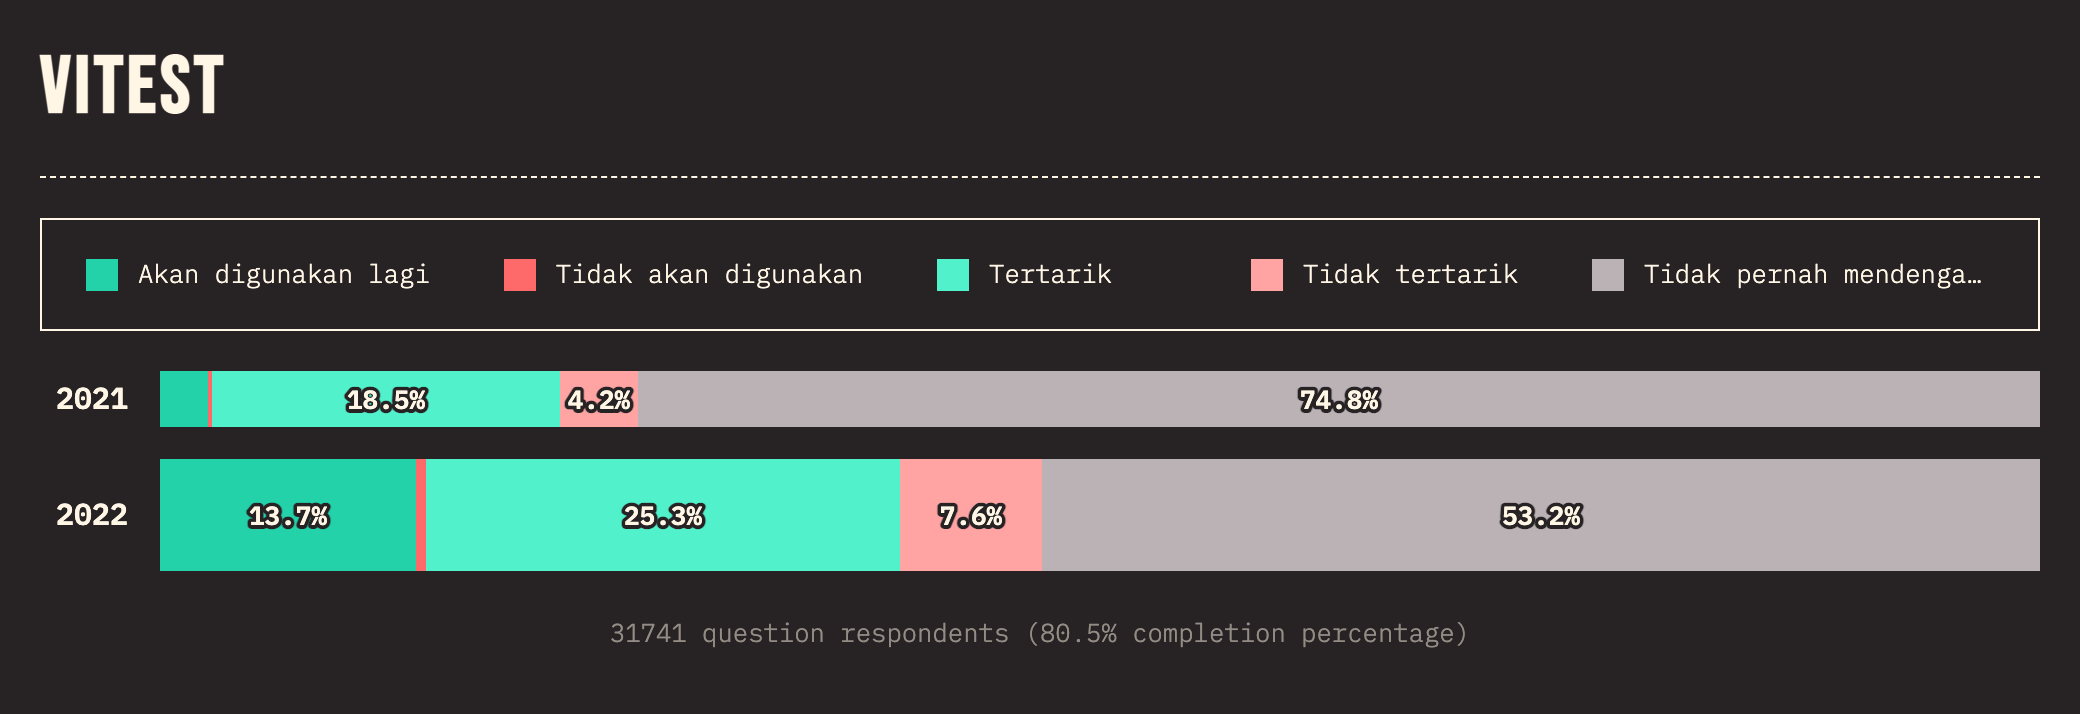 VITEST
Akan digunakan lagi Tidak akan digunakan Tertarik Tidak tertarik Tidak pernah mendenga…
2021 18.5% 4.2% 74.8%
2022 13.7% 25.3% 7.6% 53.2%
31741 question respondents (80.5% completion percentage)